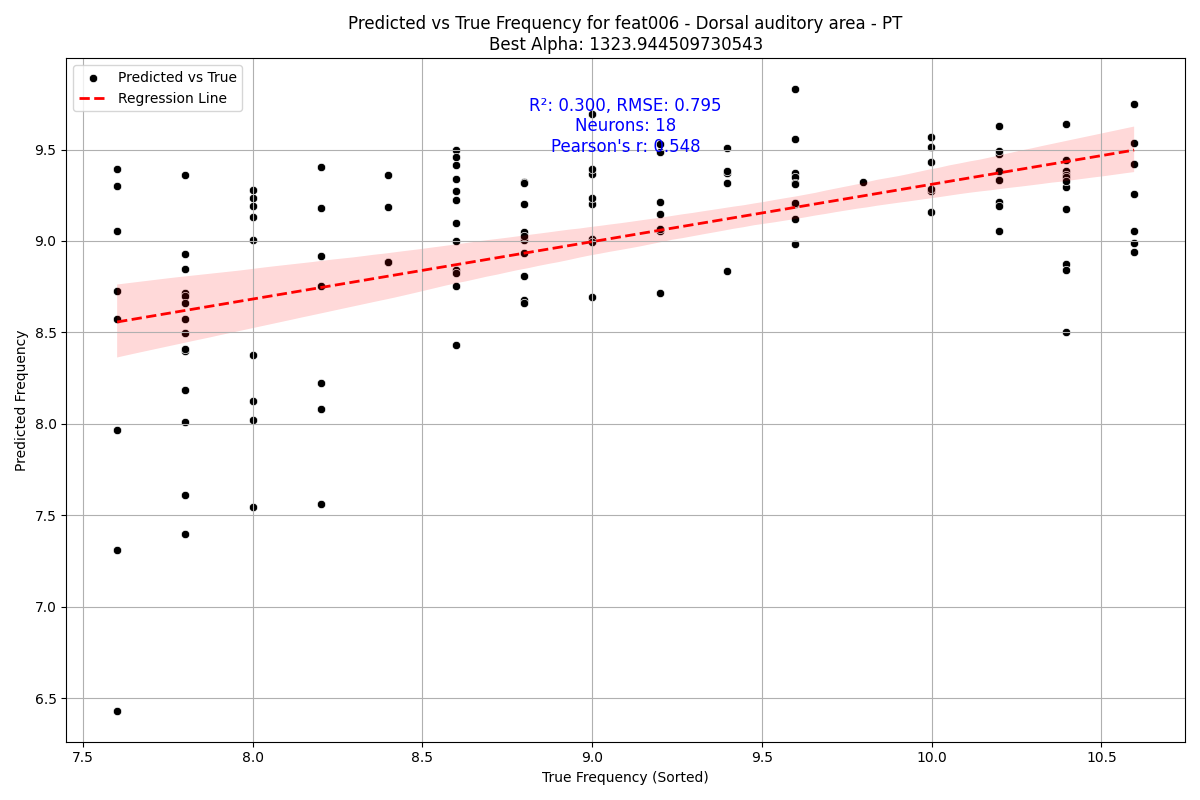 Predicted vs True Frequency for feat006 - Dorsal auditory area - PT
Best Alpha: 1323.944509730543
Predicted vs True
Regression Line
R²: 0.300, RMSE: 0.795
Neurons: 18
Pearson's r: 0.548
9.5
9.0
8.5
8.0
7.5
7.0
6.5
Predicted Frequency
7.5 8.0 8.5 9.0 9.5 10.0 10.5
True Frequency (Sorted)